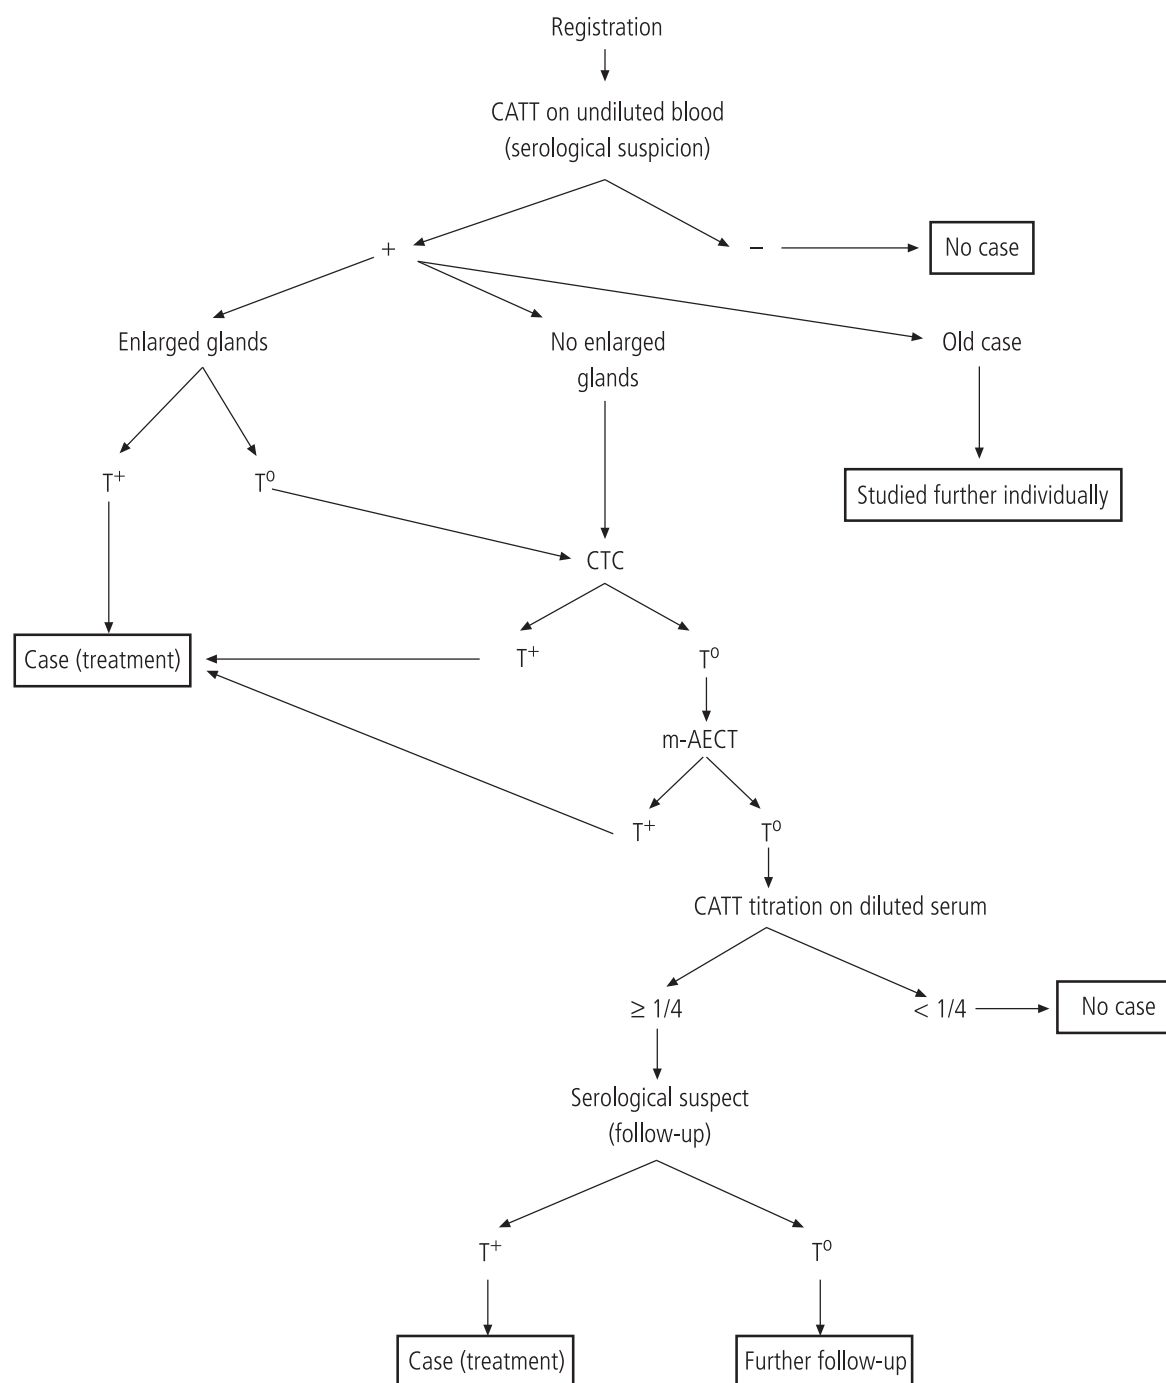 Registration
CATT on undiluted blood
(serological suspicion)
+
−
No case
Enlarged glands
No enlarged
glands
Old case
T⁺
T⁰
Studied further individually
CTC
Case (treatment)
T⁺
T⁰
m-AECT
T⁺
T⁰
CATT titration on diluted serum
≥ 1/4
< 1/4
No case
Serological suspect
(follow-up)
T⁺
T⁰
Case (treatment)
Further follow-up